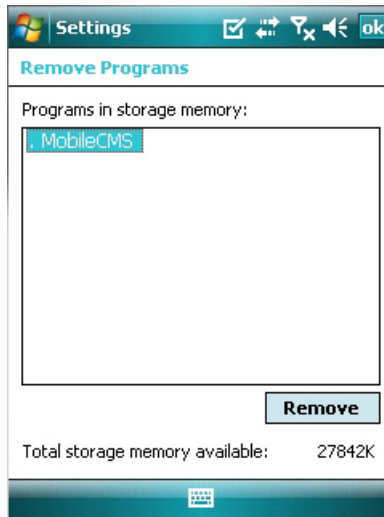 Settings ok
Remove Programs
Programs in storage memory:
. MobileCMS
Remove
Total storage memory available: 27842K